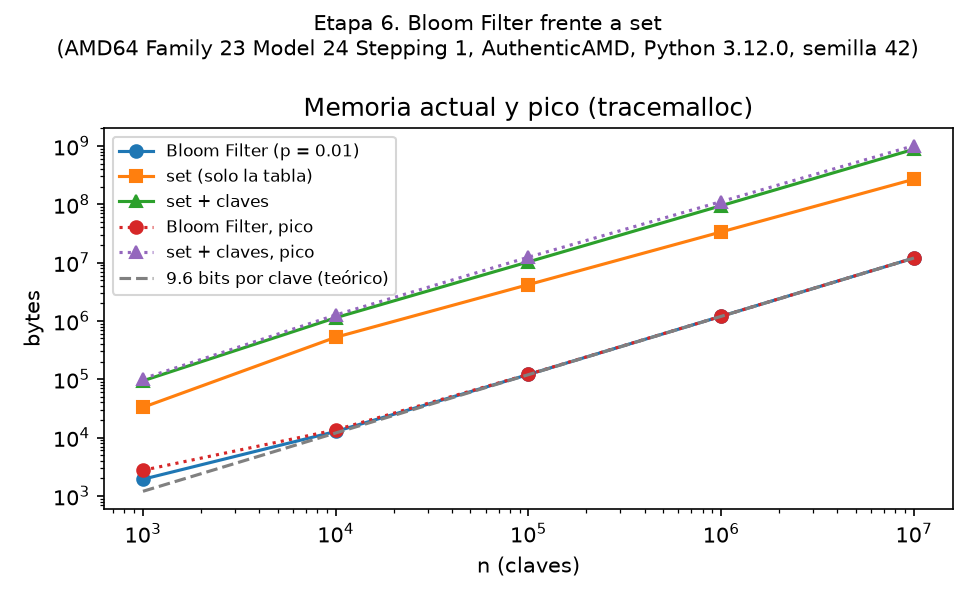 Etapa 6. Bloom Filter frente a set
(AMD64 Family 23 Model 24 Stepping 1, AuthenticAMD, Python 3.12.0, semilla 42)
Memoria actual y pico (tracemalloc)
Bloom Filter (p = 0.01)
set (solo la tabla)
set + claves
Bloom Filter, pico
set + claves, pico
9.6 bits por clave (teórico)
bytes
10⁹
10⁸
10⁷
10⁶
10⁵
10⁴
10³
10³ 10⁴ 10⁵ 10⁶ 10⁷
n (claves)